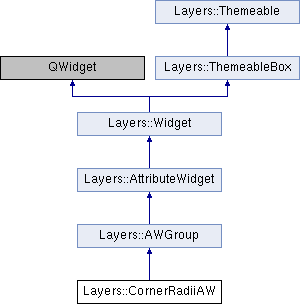 Layers::Themeable
QWidget
Layers::ThemeableBox
Layers::Widget
Layers::AttributeWidget
Layers::AWGroup
Layers::CornerRadiiAW